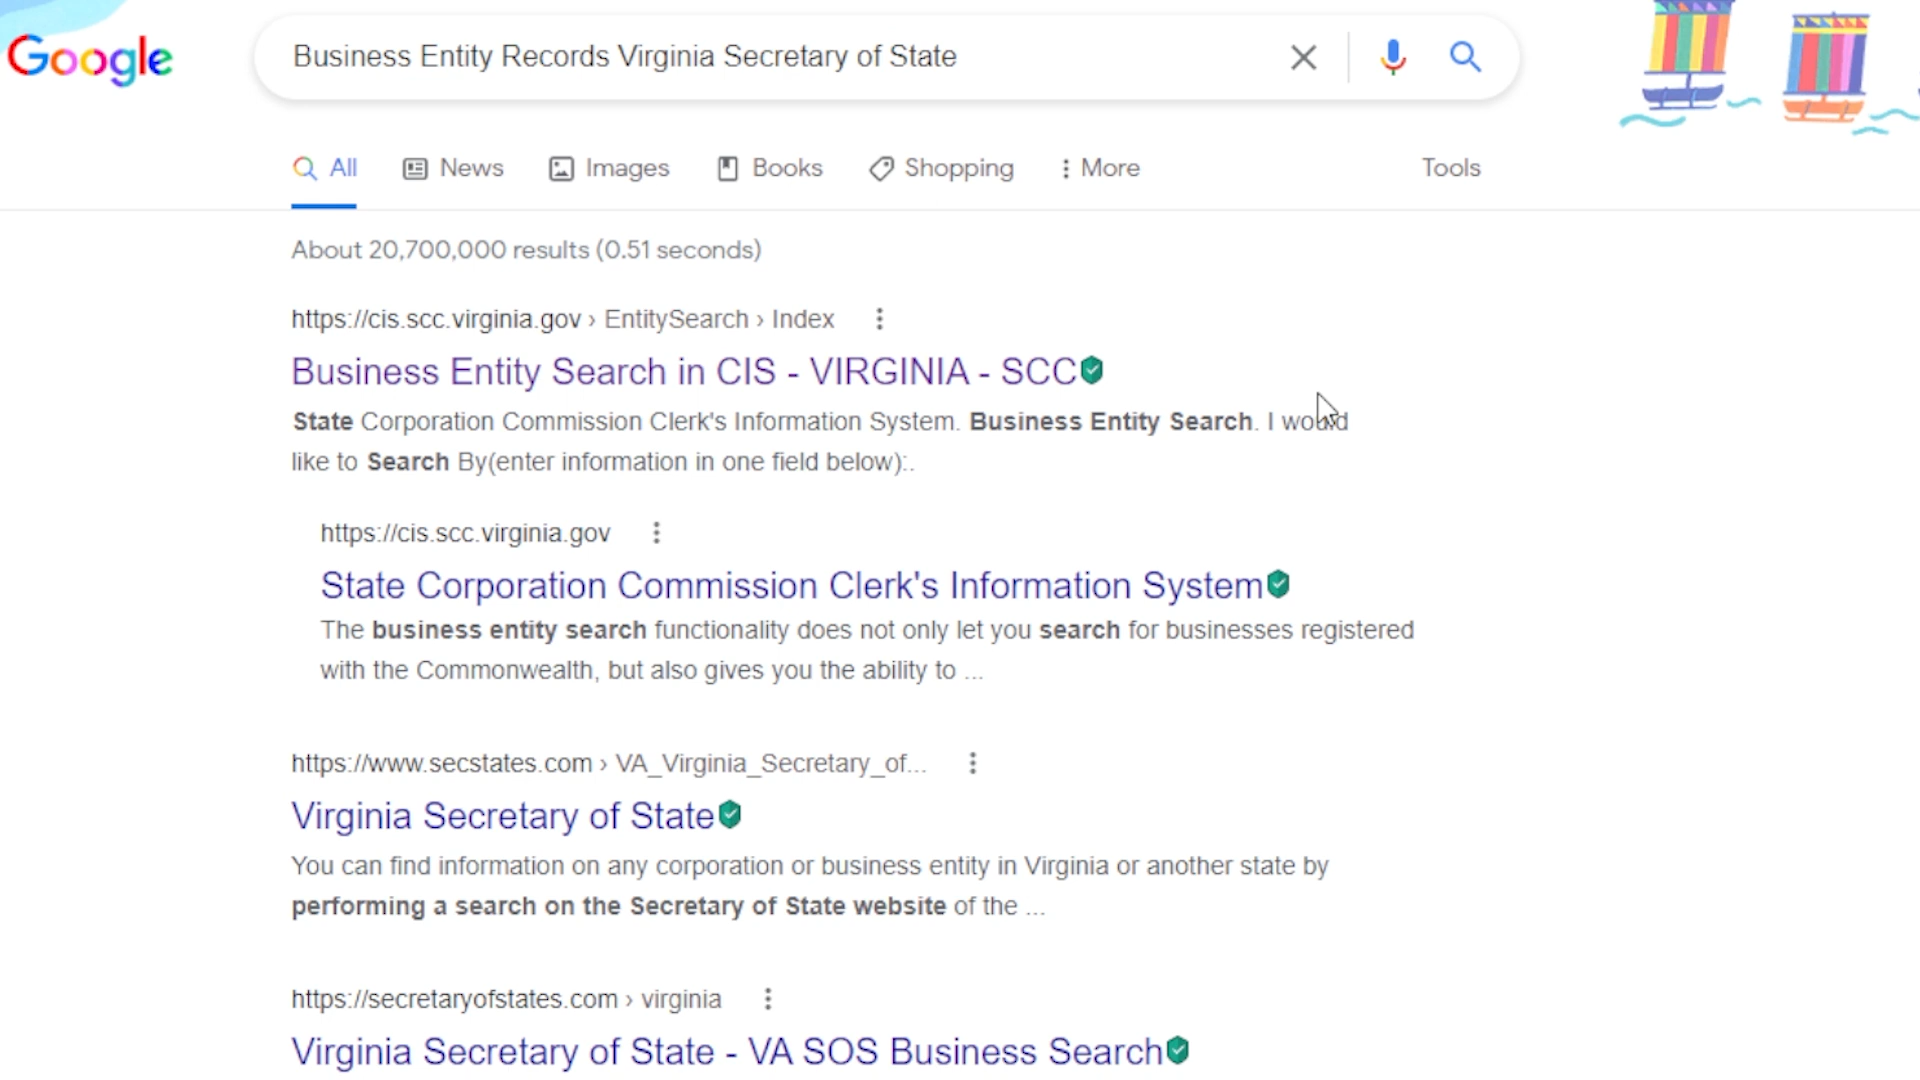 Google
Business Entity Records Virginia Secretary of State
All News Images Books Shopping More Tools
About 20,700,000 results (0.51 seconds)
https://cis.scc.virginia.gov › EntitySearch › Index
Business Entity Search in CIS - VIRGINIA - SCC
State Corporation Commission Clerk's Information System. Business Entity Search. I would
like to Search By(enter information in one field below):.
https://cis.scc.virginia.gov
State Corporation Commission Clerk's Information System
The business entity search functionality does not only let you search for businesses registered
with the Commonwealth, but also gives you the ability to ...
https://www.secstates.com › VA_Virginia_Secretary_of...
Virginia Secretary of State
You can find information on any corporation or business entity in Virginia or another state by
performing a search on the Secretary of State website of the ...
https://secretaryofstates.com › virginia
Virginia Secretary of State - VA SOS Business Search